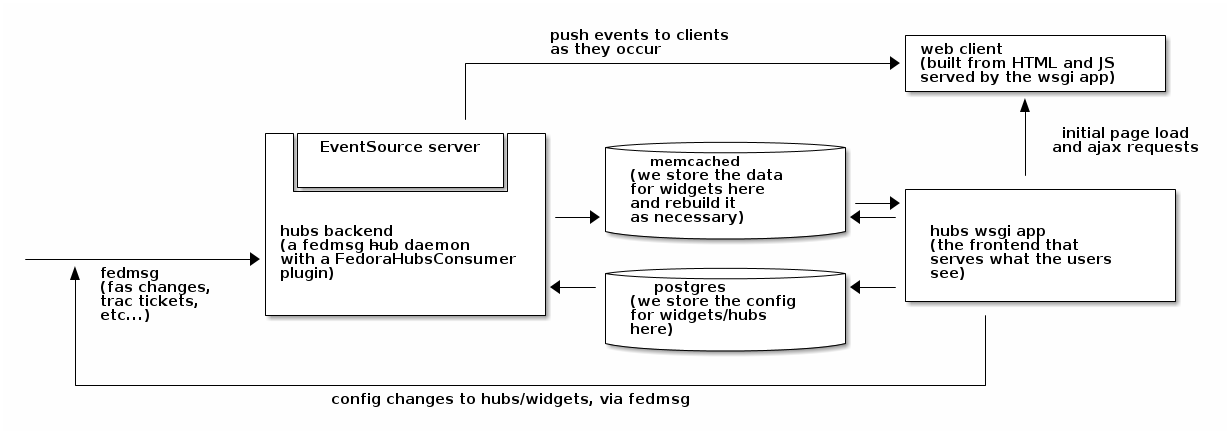 push events to clients
as they occur
web client
(built from HTML and JS
served by the wsgi app)
initial page load
and ajax requests
EventSource server
memcached
(we store the data
for widgets here
and rebuild it
as necessary)
hubs backend
(a fedmsg hub daemon
with a FedoraHubsConsumer
plugin)
hubs wsgi app
(the frontend that
serves what the users
see)
fedmsg
(fas changes,
trac tickets,
etc...)
postgres
(we store the config
for widgets/hubs
here)
config changes to hubs/widgets, via fedmsg